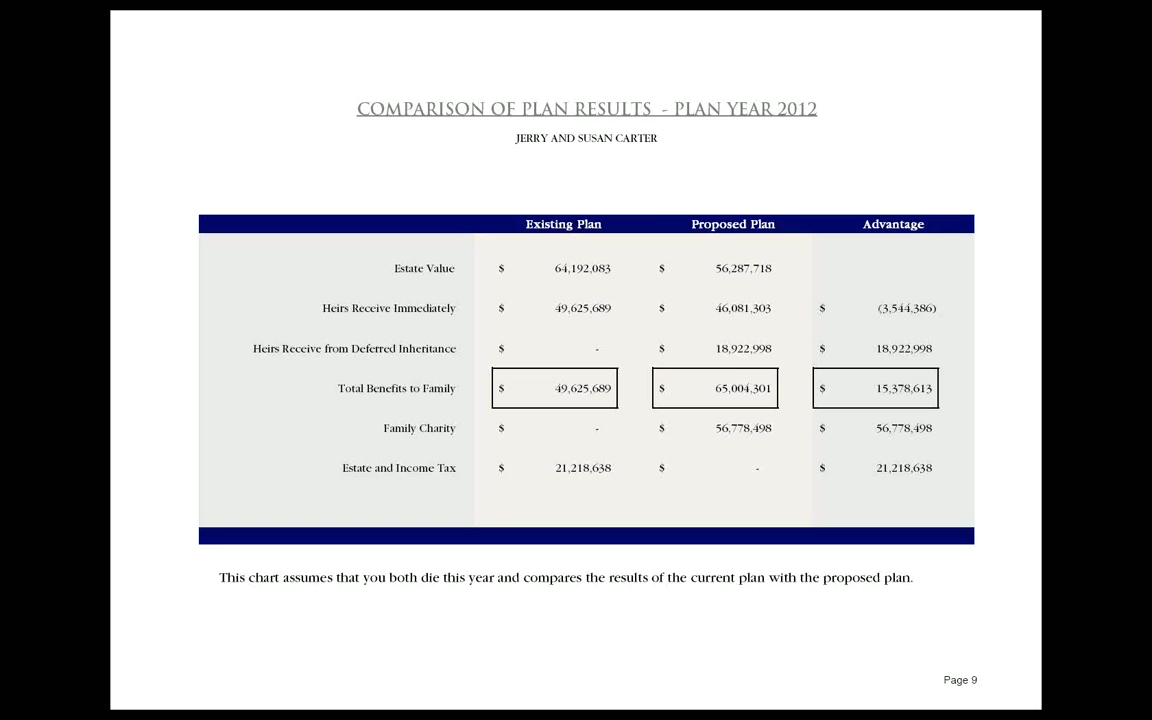 COMPARISON OF PLAN RESULTS - PLAN YEAR 2012
JERRY AND SUSAN CARTER
Existing Plan Proposed Plan Advantage
Estate Value $ 64,192,083 $ 56,287,718
Heirs Receive Immediately $ 49,625,689 $ 46,081,303 $ (3,544,386)
Heirs Receive from Deferred Inheritance $ - $ 18,922,998 $ 18,922,998
Total Benefits to Family $ 49,625,689 $ 65,004,301 $ 15,378,613
Family Charity $ - $ 56,778,498 $ 56,778,498
Estate and Income Tax $ 21,218,638 $ - $ 21,218,638
This chart assumes that you both die this year and compares the results of the current plan with the proposed plan.
Page 9